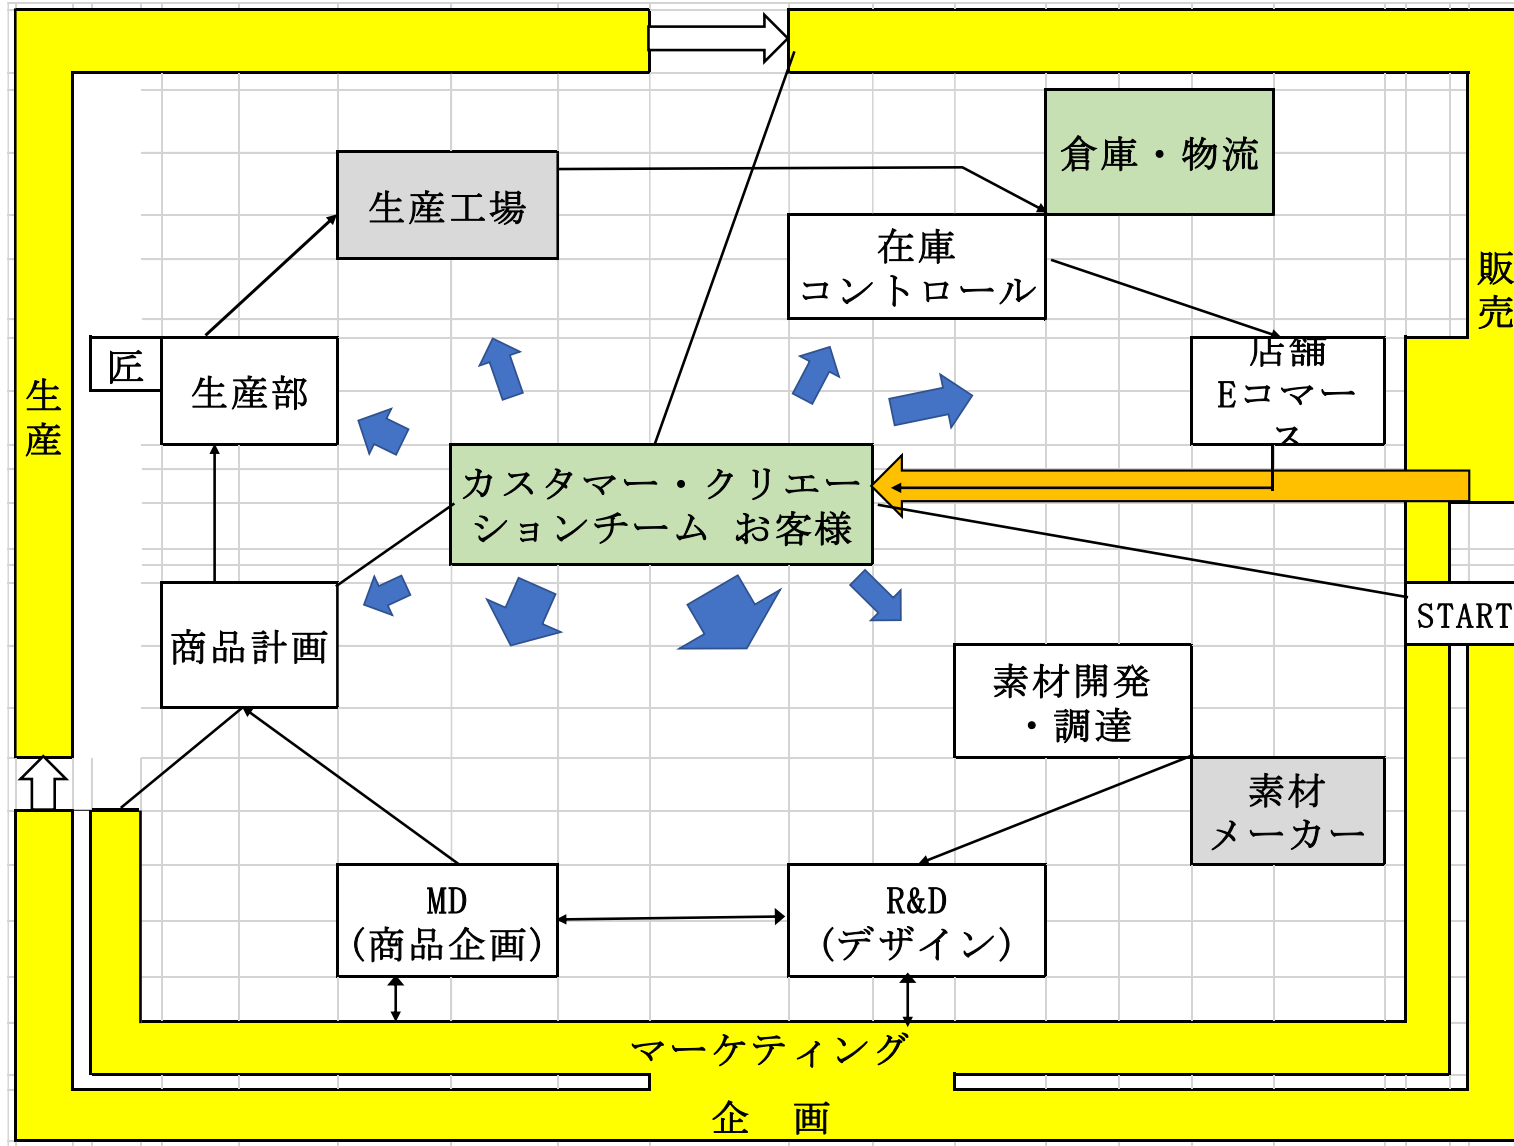 倉庫・物流
生産工場
在庫
コントロール
販
売
店舗
Eコマー
ス
匠
生産部
生
産
カスタマー・クリエー
ションチーム お客様
START
商品計画
素材開発
・調達
素材
メーカー
MD
(商品企画)
R&D
(デザイン)
マーケティング
企 画